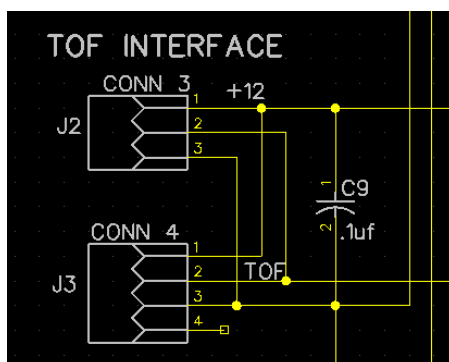 TOF INTERFACE
CONN 3
J2
1
+12
2
3
1
C9
2
.1uf
CONN 4
J3
1
2
TOF
3
4